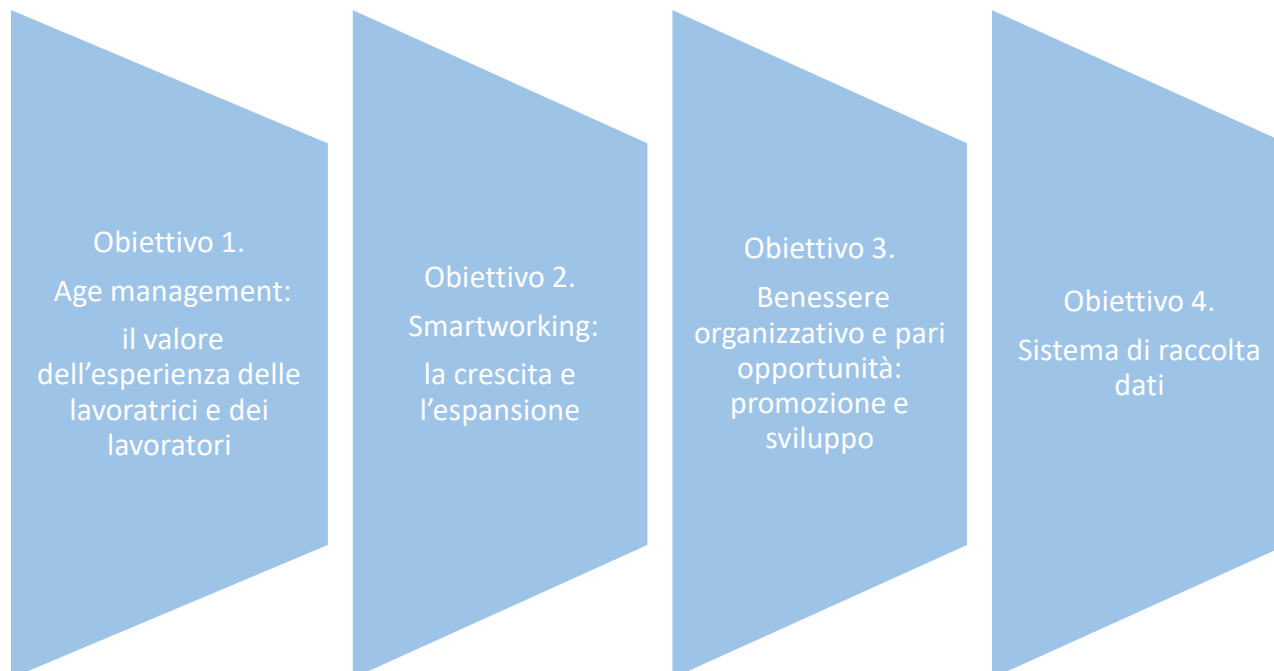 Obiettivo 1.
Age management:
il valore
dell’esperienza delle
lavoratrici e dei
lavoratori
Obiettivo 2.
Smartworking:
la crescita e
l’espansione
Obiettivo 3.
Benessere
organizzativo e pari
opportunità:
promozione e
sviluppo
Obiettivo 4.
Sistema di raccolta
dati